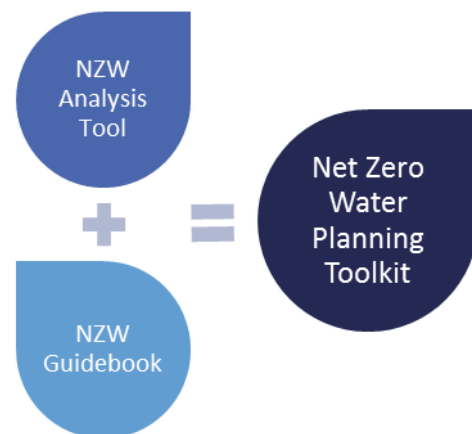 NZW
Analysis
Tool
+
=
Net Zero
Water
Planning
Toolkit
NZW
Guidebook